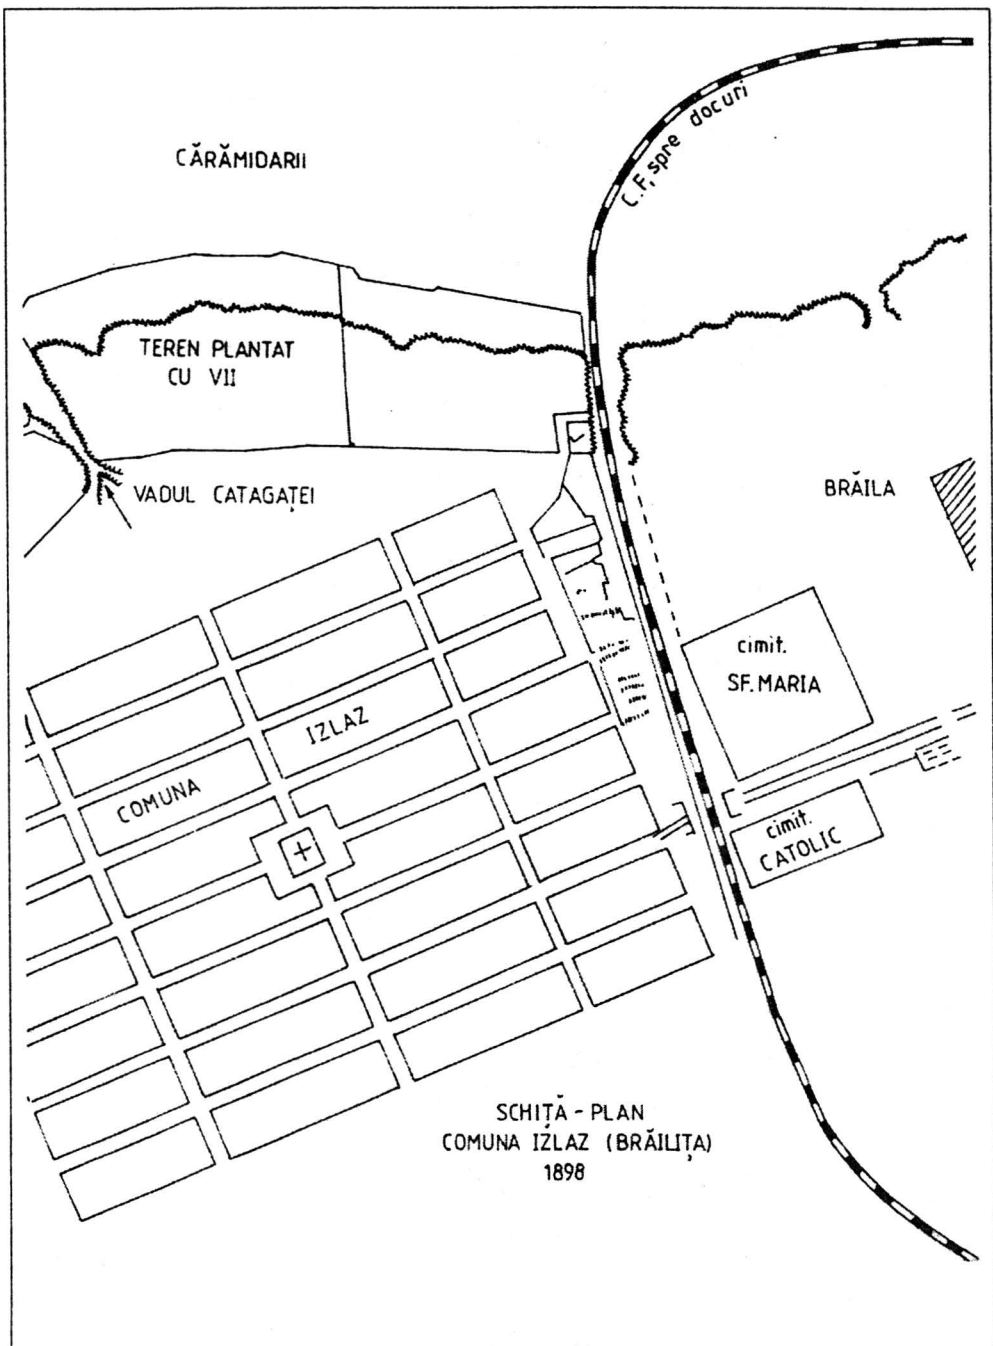 C.F, spre docuri
CĂRĂMIDARII
TEREN PLANTAT
CU VII
VADUL CATAGAȚEI
BRĂILA
cimit.
SF. MARIA
COMUNA IZLAZ
cimit.
CATOLIC
SCHIȚĂ - PLAN
COMUNA IZLAZ (BRĂILIȚA)
1898